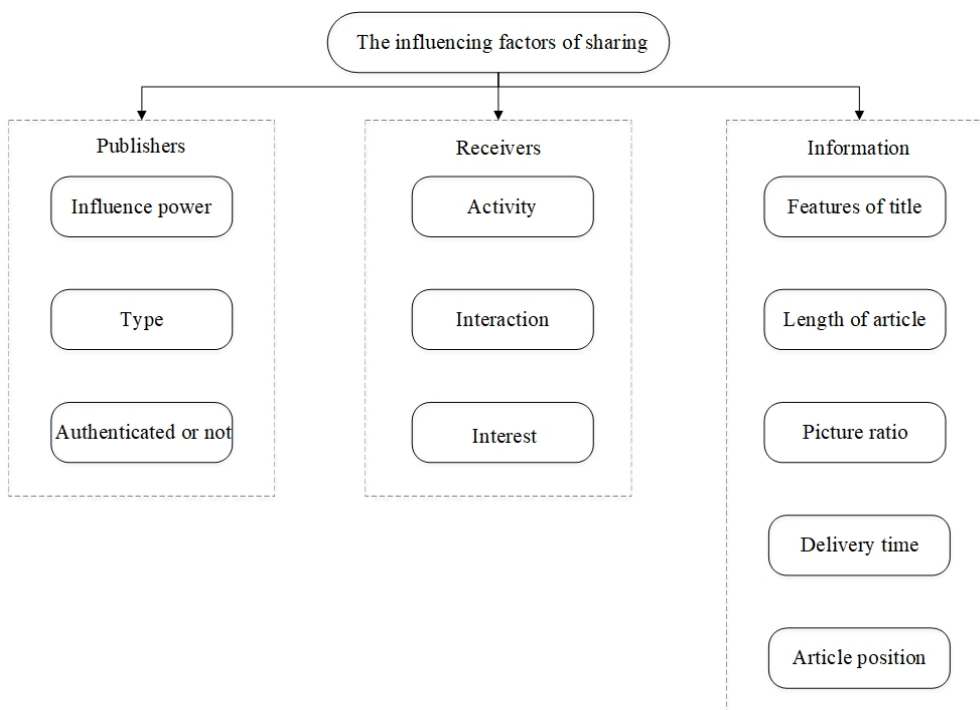 The influencing factors of sharing
Publishers
Influence power
Type
Authenticated or not
Receivers
Activity
Interaction
Interest
Information
Features of title
Length of article
Picture ratio
Delivery time
Article position